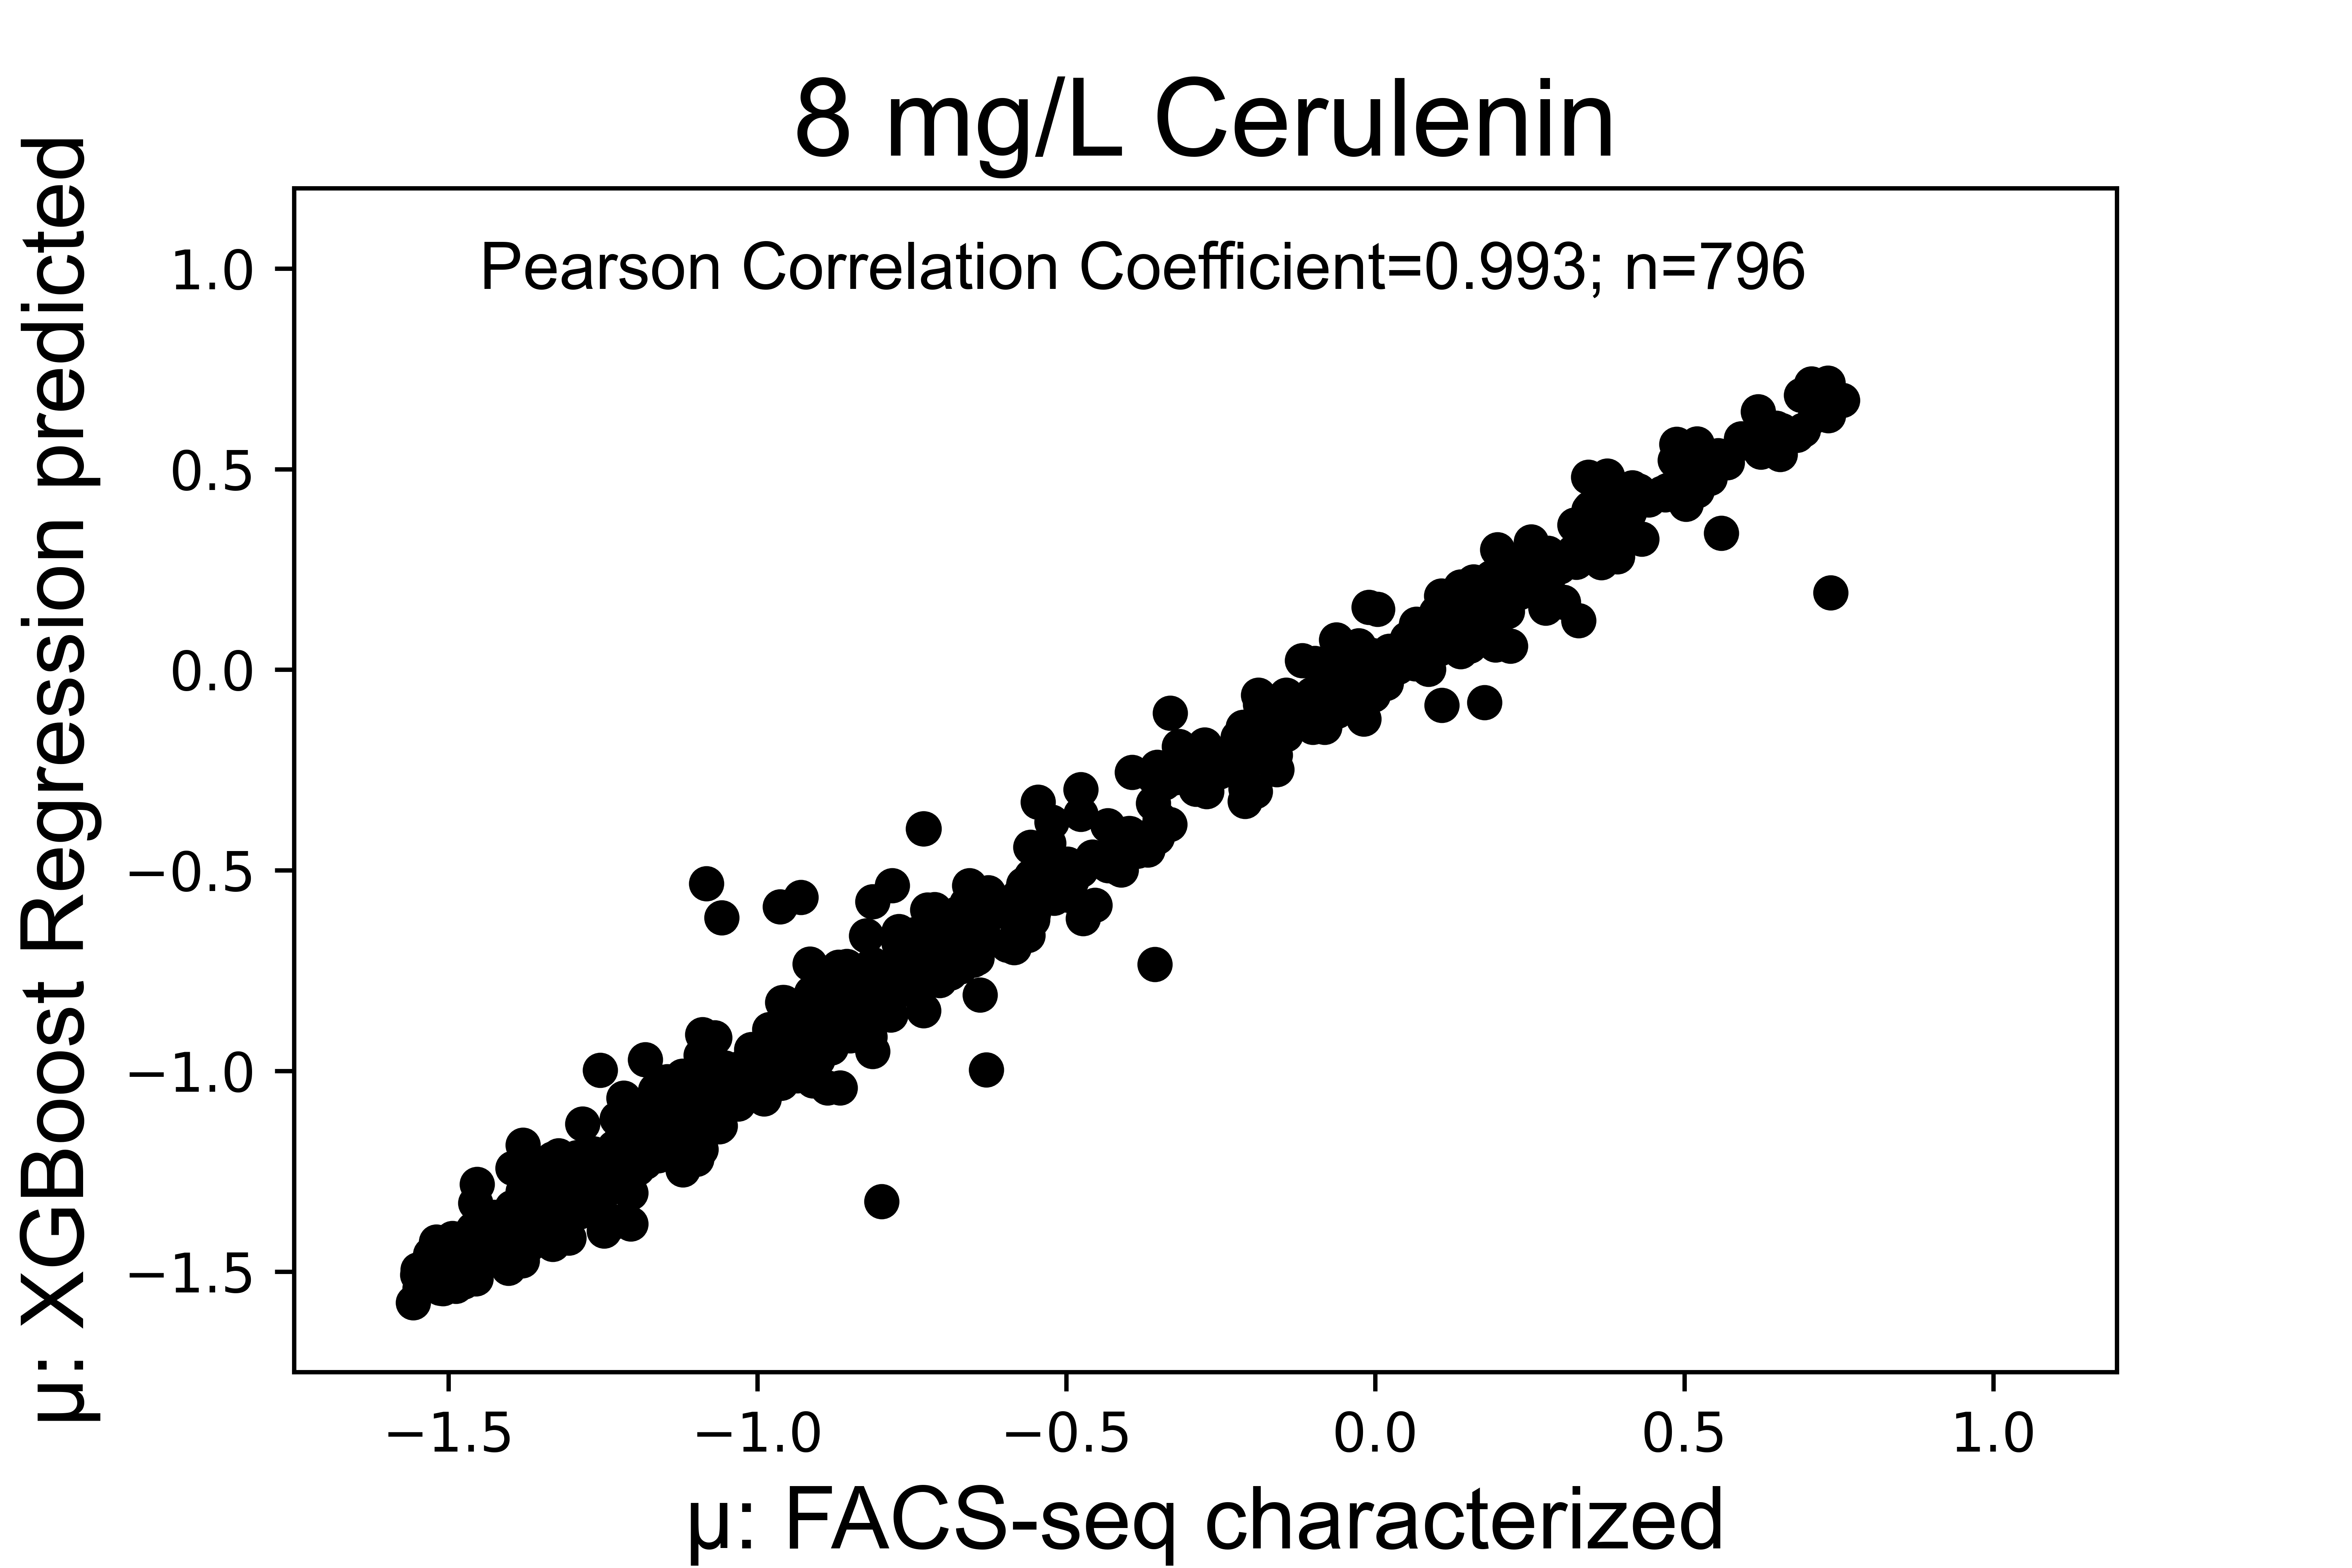 8 mg/L Cerulenin
Pearson Correlation Coefficient=0.993; n=796
μ: XGBoost Regression predicted
1.0
0.5
0.0
−0.5
−1.0
−1.5
−1.5 −1.0 −0.5 0.0 0.5 1.0
μ: FACS-seq characterized